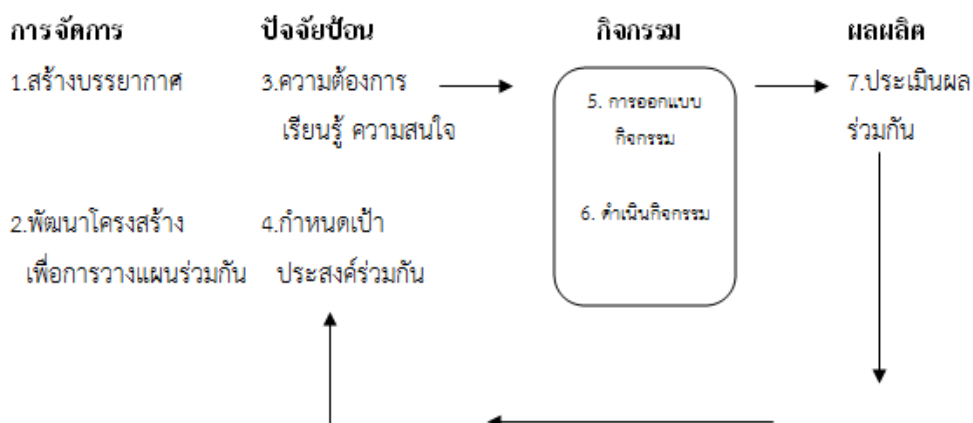 การจัดการ
1.สร้างบรรยากาศ
2.พัฒนาโครงสร้าง
เพื่อการวางแผนร่วมกัน
ปัจจัยป้อน
3.ความต้องการ
เรียนรู้ ความสนใจ
4.กำหนดเป้า
ประสงค์ร่วมกัน
กิจกรรม
5. การออกแบบ
กิจกรรม
6. ดำเนินกิจกรรม
ผลผลิต
7.ประเมินผล
ร่วมกัน